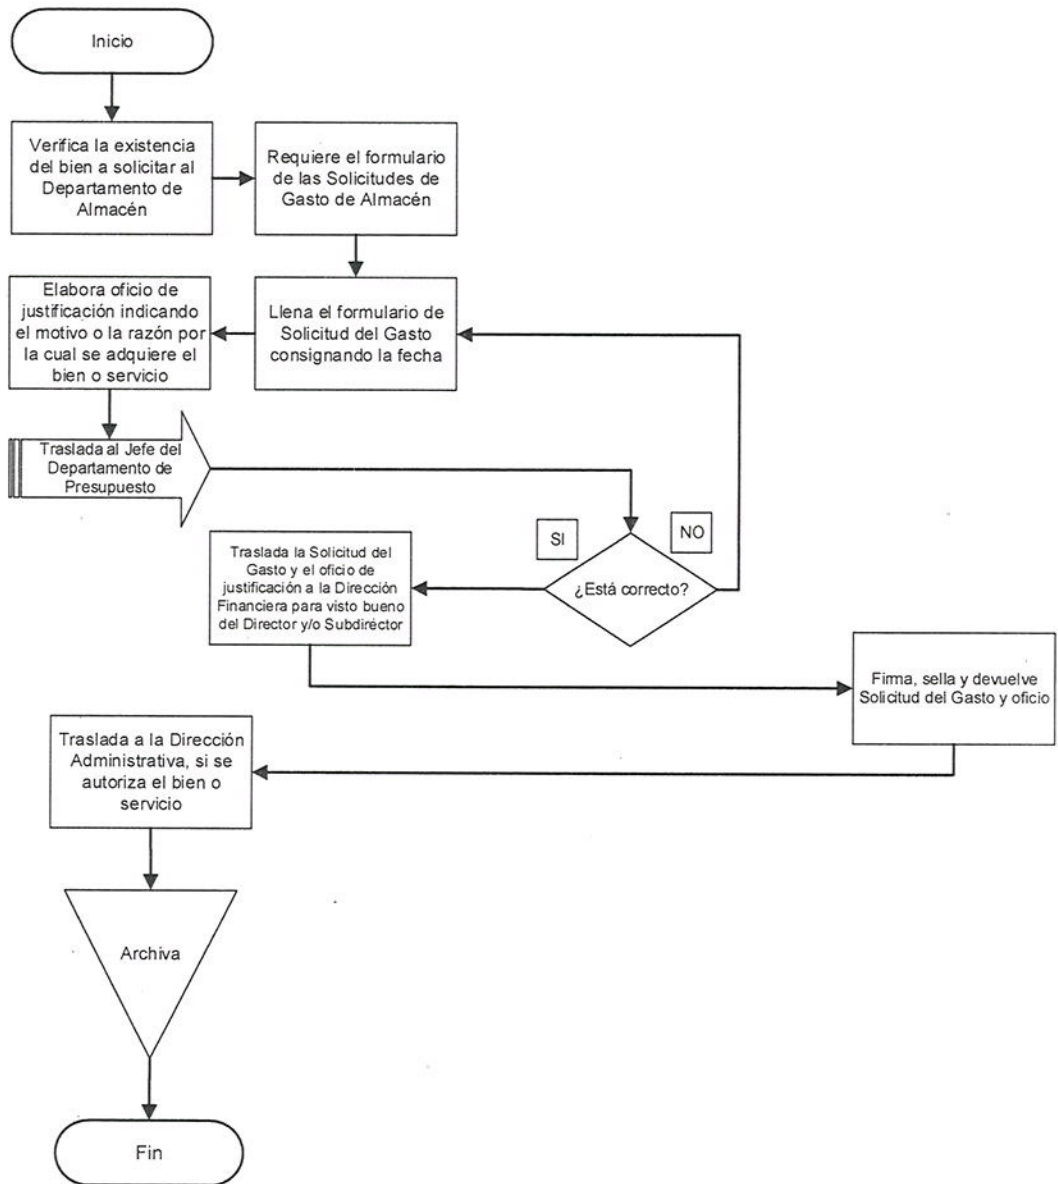 Inicio
Verifica la existencia
del bien a solicitar al
Departamento de
Almacén
Requiere el formulario
de las Solicitudes de
Gasto de Almacén
Llena el formulario de
Solicitud del Gasto
consignando la fecha
Elabora oficio de
justificación indicando
el motivo o la razón por
la cual se adquiere el
bien o servicio
Traslada al Jefe del
Departamento de
Presupuesto
¿Está correcto?
SI
NO
Traslada la Solicitud del
Gasto y el oficio de
justificación a la Dirección
Financiera para visto bueno
del Director y/o Subdiréctor
Firma, sella y devuelve
Solicitud del Gasto y oficio
Traslada a la Dirección
Administrativa, si se
autoriza el bien o
servicio
Archiva
Fin